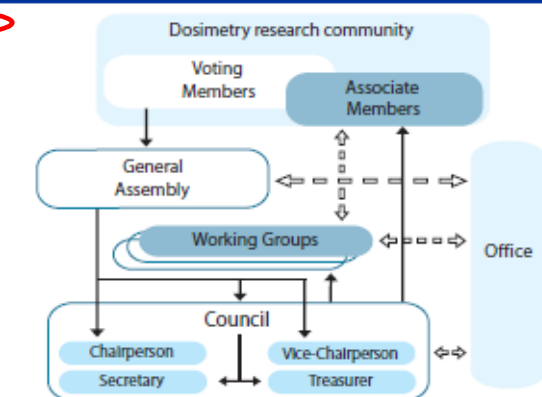 Dosimetry research community
Voting
Members
Associate
Members
General
Assembly
Working Groups
Office
Council
Chairperson
Vice-Chairperson
Secretary
Treasurer